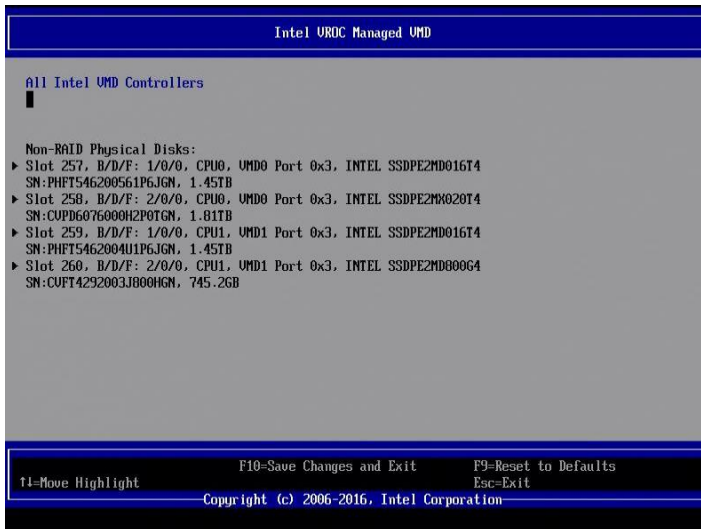 Intel VROC Managed VMD
All Intel VMD Controllers
Non-RAID Physical Disks:
▶ Slot 257, B/D/F: 1/0/0, CPU0, VMD0 Port 0x3, INTEL SSDPE2MD016T4
SN:PHFT546200561P6JGN, 1.45TB
▶ Slot 258, B/D/F: 2/0/0, CPU0, VMD0 Port 0x3, INTEL SSDPE2MX020T4
SN:CVPD6076000H2P0TGN, 1.81TB
▶ Slot 259, B/D/F: 1/0/0, CPU1, VMD1 Port 0x3, INTEL SSDPE2MD016T4
SN:PHFT5462004U1P6JGN, 1.45TB
▶ Slot 260, B/D/F: 2/0/0, CPU1, VMD1 Port 0x3, INTEL SSDPE2MD800G4
SN:CVFT4292003J800HGN, 745.2GB
F10=Save Changes and Exit F9=Reset to Defaults
↑↓=Move Highlight Esc=Exit
Copyright (c) 2006-2016, Intel Corporation